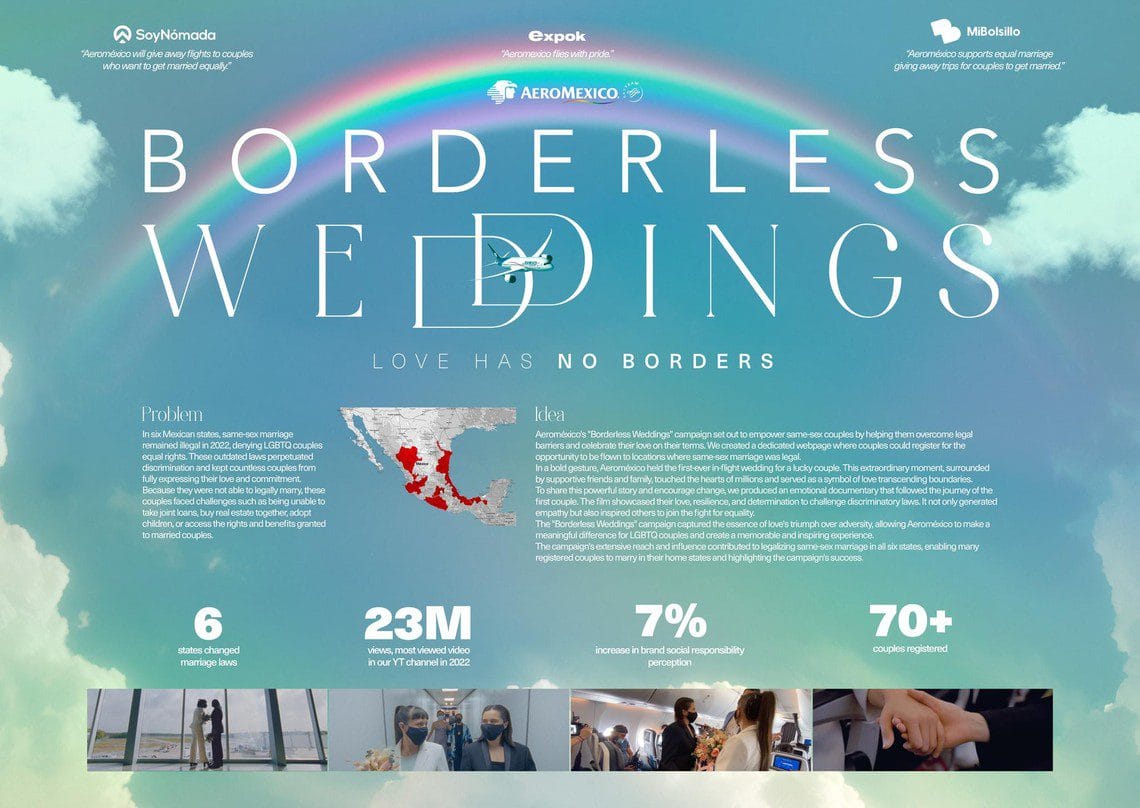 SoyNómada
"Aeroméxico will give away flights to couples
who want to get married equally."
expok
"Aeromexico flies with pride."
MiBolsillo
"Aeroméxico supports equal marriage
giving away trips for couples to get married."
AEROMEXICO.
BORDERLESS
WEDDINGS
LOVE HAS NO BORDERS
Problem
In six Mexican states, same-sex marriage
remained illegal in 2022, denying LGBTQ couples
equal rights. These outdated laws perpetuated
discrimination and kept countless couples from
fully expressing their love and commitment.
Because they were not able to legally marry, these
couples faced challenges such as being unable to
take joint loans, buy real estate together, adopt
children, or access the rights and benefits granted
to married couples.
Idea
Aeroméxico's "Borderless Weddings" campaign set out to empower same-sex couples by helping them overcome legal
barriers and celebrate their love on their terms. We created a dedicated webpage where couples could register for the
opportunity to be flown to locations where same-sex marriage was legal.
In a bold gesture, Aeroméxico held the first-ever in-flight wedding for a lucky couple. This extraordinary moment, surrounded
by supportive friends and family, touched the hearts of millions and served as a symbol of love transcending boundaries.
To share this powerful story and encourage change, we produced an emotional documentary that followed the journey of the
first couple. The film showcased their love, resilience, and determination to challenge discriminatory laws. It not only generated
empathy but also inspired others to join the fight for equality.
The "Borderless Weddings" campaign captured the essence of love's triumph over adversity, allowing Aeroméxico to make a
meaningful difference for LGBTQ couples and create a memorable and inspiring experience.
The campaign's extensive reach and influence contributed to legalizing same-sex marriage in all six states, enabling many
registered couples to marry in their home states and highlighting the campaign's success.
6
states changed
marriage laws
23M
views, most viewed video
in our YT channel in 2022
7%
increase in brand social responsibility
perception
70+
couples registered